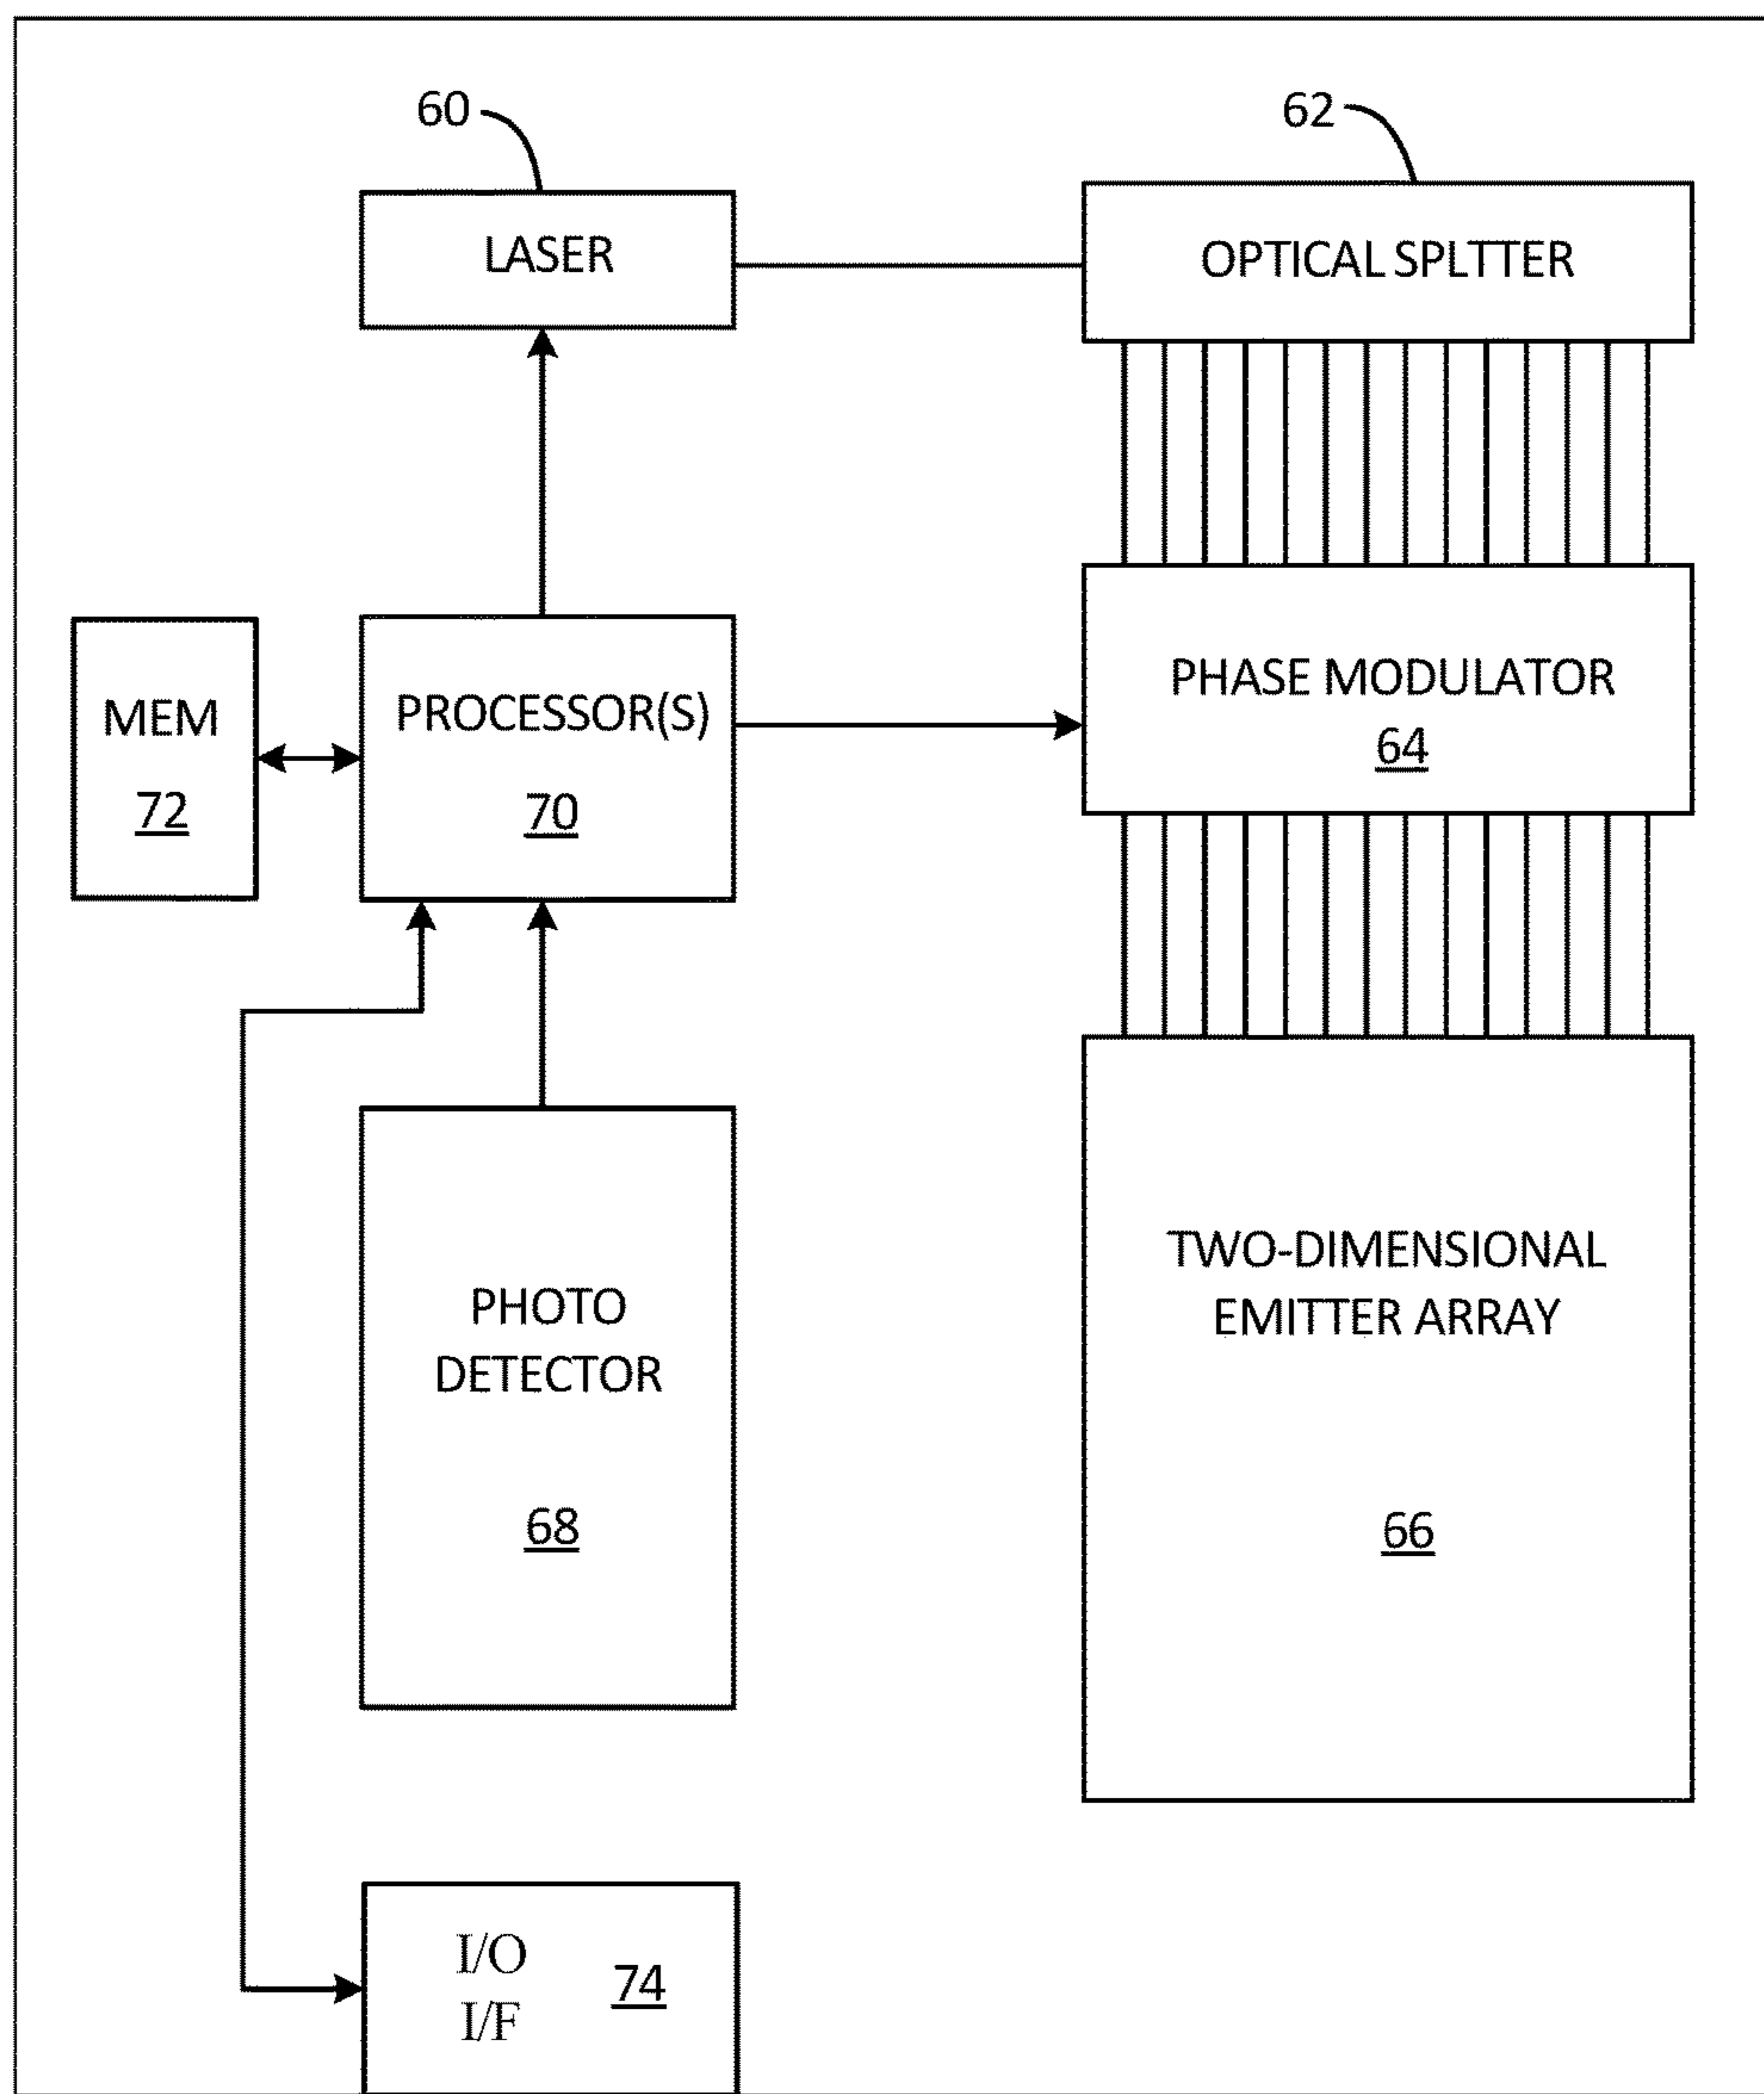 60
62
LASER
OPTICAL SPLTTER
MEM
72
PROCESSOR(S)
70
PHASE MODULATOR
64
PHOTO
DETECTOR
68
TWO-DIMENSIONAL
EMITTER ARRAY
66
I/O
I/F
74